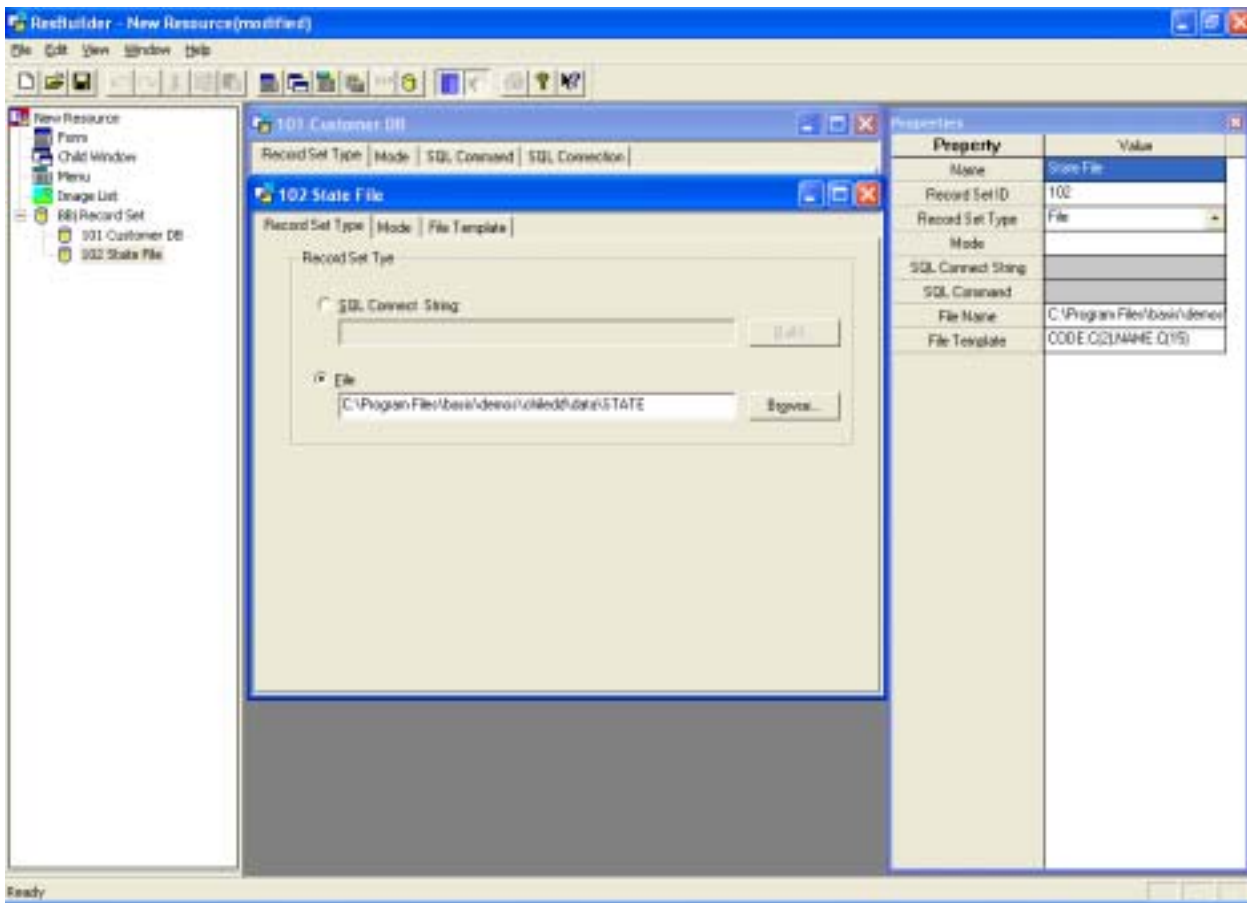 ResBuilder - New Resource(modified)
File Edit View Window Help
New Resource
Form
Child Window
Menu
Image List
BBj Record Set
101 Customer DB
102 State File
101 Customer DB
Record Set Type Mode SQL Command SQL Connection
102 State File
Record Set Type Mode File Template
Record Set Tye
SQL Connect String
File
C:\Program Files\basis\demos\chiledd\data\STATE
Browse...
Properties
Property Value
Name State File
Record Set ID 102
Record Set Type File
Mode
SQL Connect String
SQL Command
File Name C:\Program Files\basis\demos\
File Template CODE:C(2),NAME:C(15)
Ready